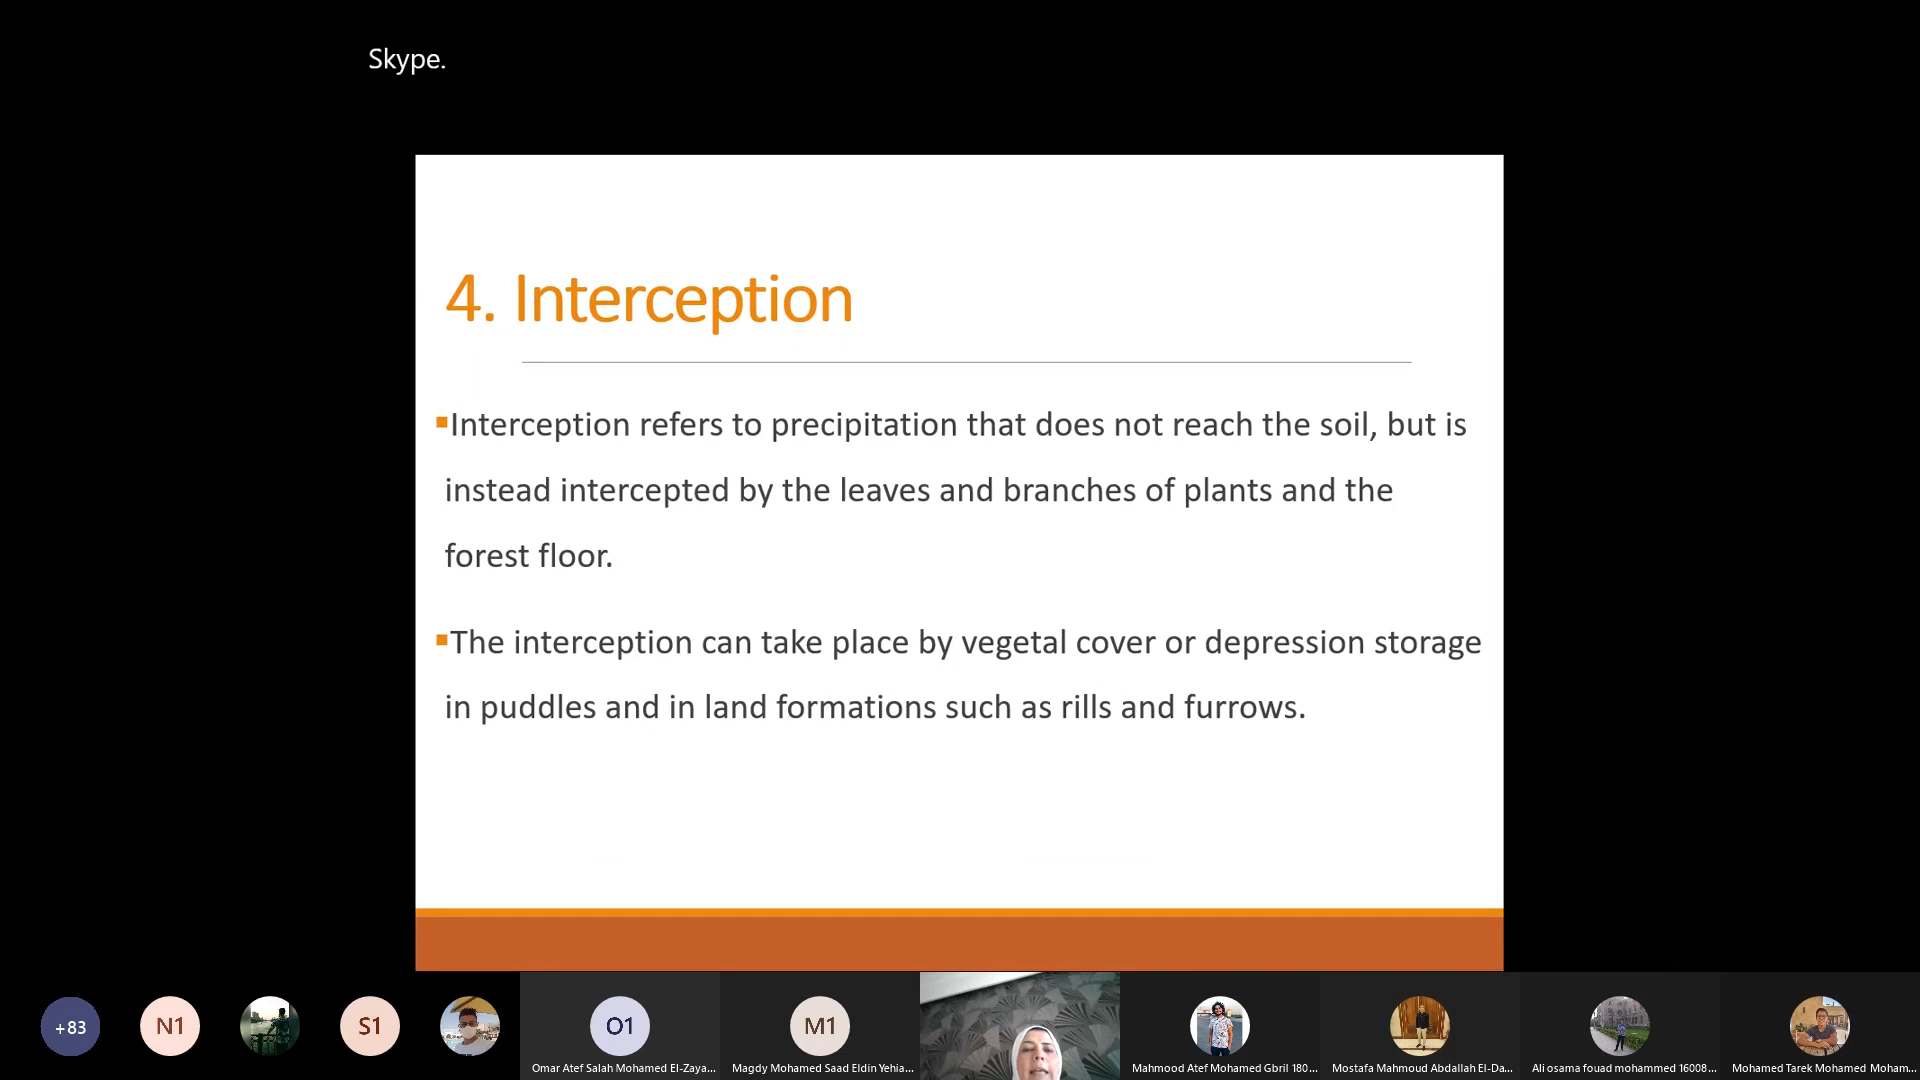 Skype.
4. Interception
▪Interception refers to precipitation that does not reach the soil, but is
instead intercepted by the leaves and branches of plants and the
forest floor.
▪The interception can take place by vegetal cover or depression storage
in puddles and in land formations such as rills and furrows.
+83
N1
S1
O1
M1
Omar Atef Salah Mohamed El-Zaya...
Magdy Mohamed Saad Eldin Yehia...
Mahmood Atef Mohamed Gbril 180...
Mostafa Mahmoud Abdallah El-Da...
Ali osama fouad mohammed 16008...
Mohamed Tarek Mohamed Moham...